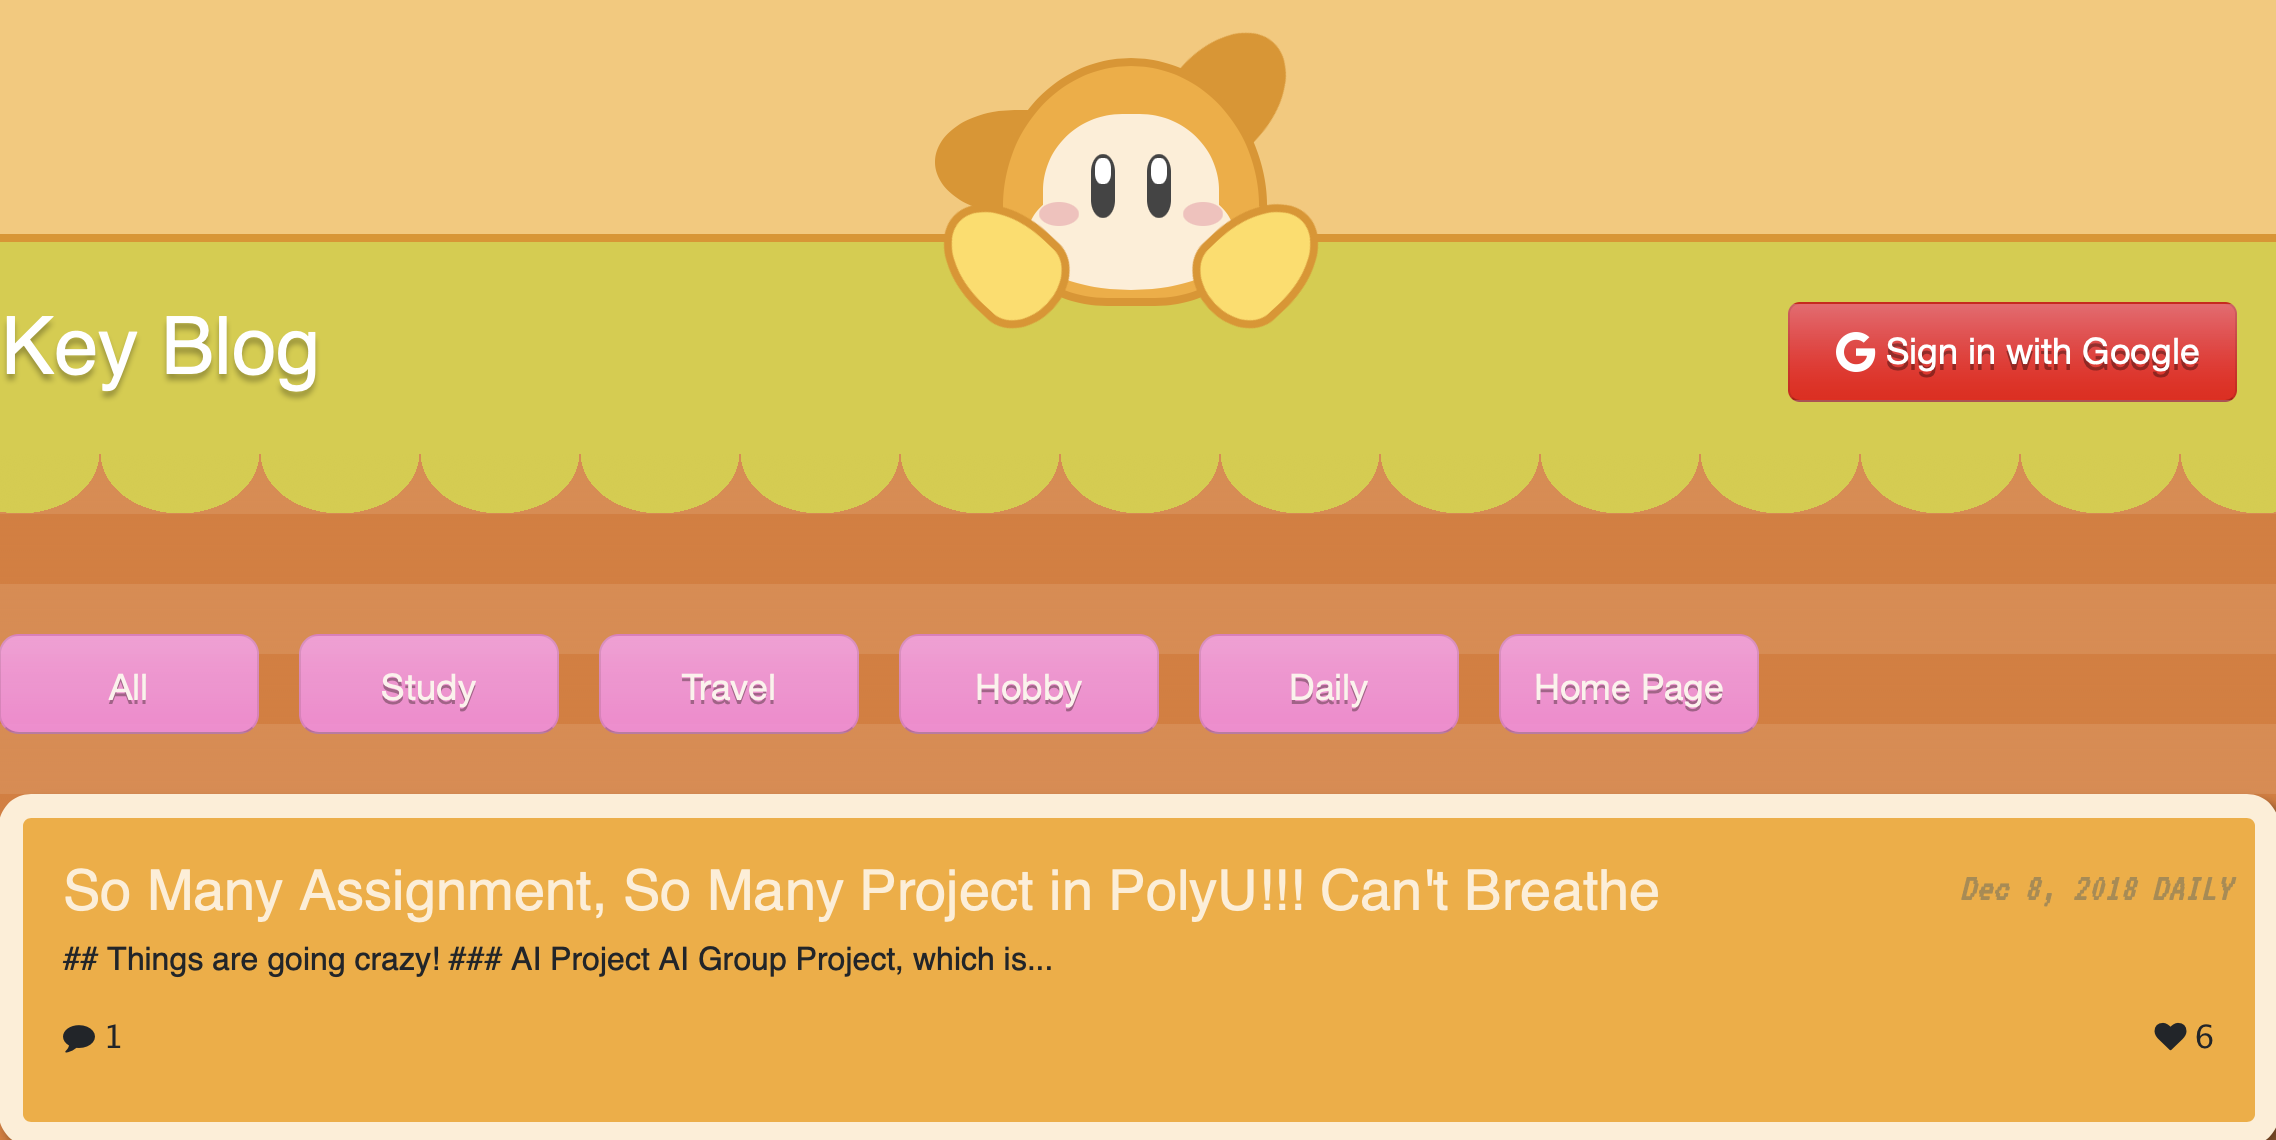 Key Blog
Sign in with Google
All Study Travel Hobby Daily Home Page
So Many Assignment, So Many Project in PolyU!!! Can't Breathe
Dec 8, 2018 DAILY
## Things are going crazy! ### AI Project AI Group Project, which is...
1
6